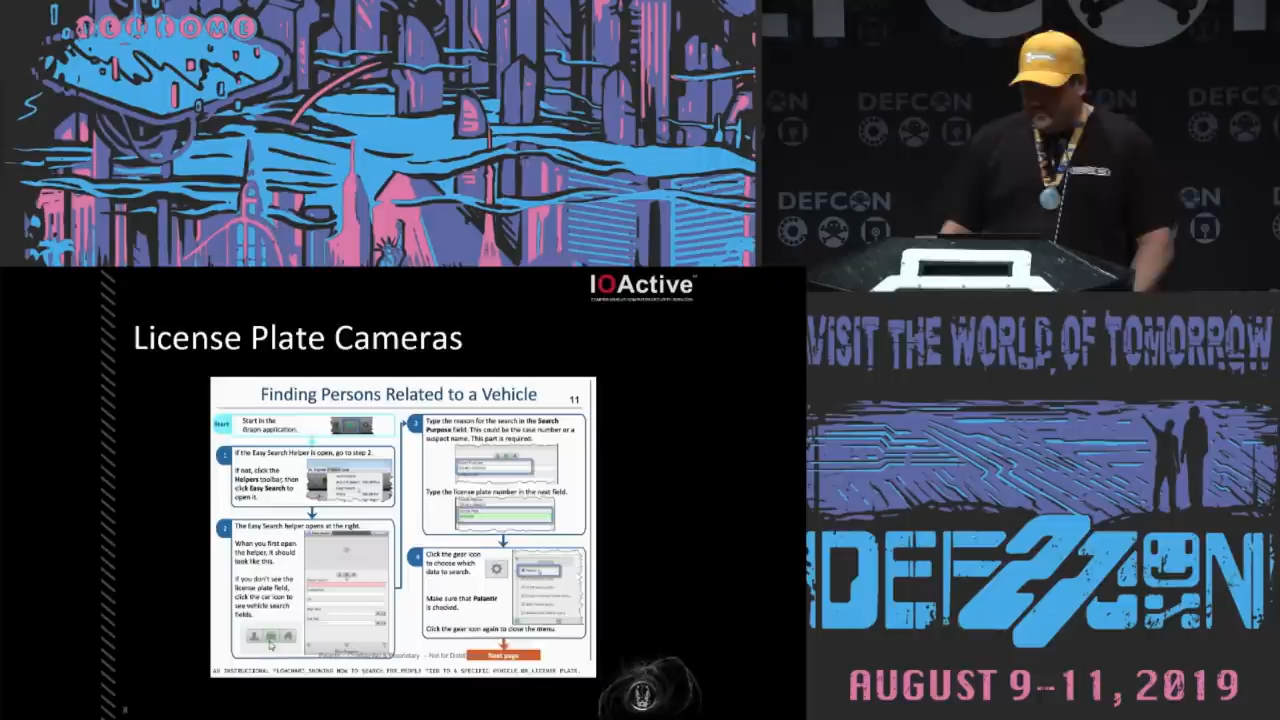 WELCOME
DEFCON
DEFCON
DEFCON
IOActive
License Plate Cameras
Finding Persons Related to a Vehicle
11
Start
Start in the
Graph application.
1
If the Easy Search Helper is open, go to step 2.
If not, click the
Helpers toolbar, then
click Easy Search to
open it.
2
The Easy Search helper opens at the right.
When you first open
the helper, it should
look like this.
If you don't see the
license plate field,
click the car icon to
see vehicle search
fields.
3
Type the reason for the search in the Search
Purpose field. This could be the case number or a
suspect name. This part is required.
Type the license plate number in the next field.
4
Click the gear icon
to choose which
data to search.
Make sure that Palantir
is checked.
Click the gear icon again to close the menu.
Next page
AN INSTRUCTIONAL FLOWCHART SHOWING HOW TO SEARCH FOR PEOPLE TIED TO A SPECIFIC VEHICLE OR LICENSE PLATE.
8
VISIT THE WORLD OF TOMORROW
DEF CON
27
AUGUST 9-11, 2019